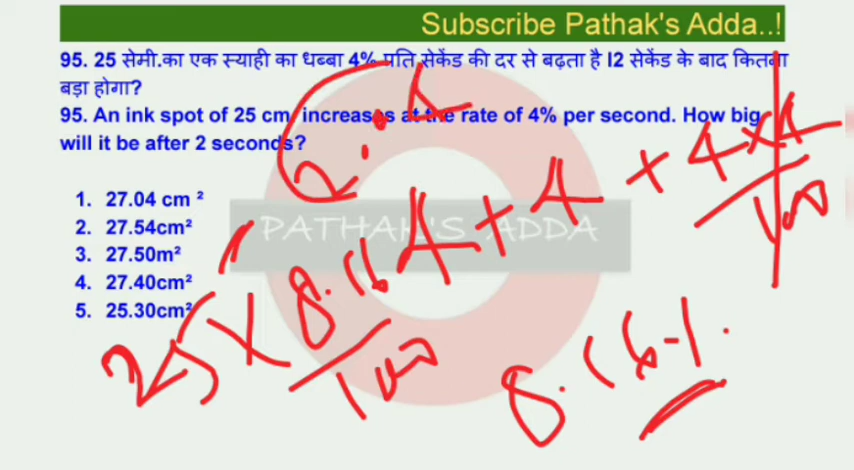 Subscribe Pathak's Adda..!
95. 25 सेमी.का एक स्याही का धब्बा 4% प्रति सेकेंड की दर से बढ़ता है I2 सेकेंड के बाद कितना
बड़ा होगा?
95. An ink spot of 25 cm, increases at the rate of 4% per second. How big
will it be after 2 seconds?
1. 27.04 cm ²
2. 27.54cm²
3. 27.50m²
4. 27.40cm²
5. 25.30cm²
PATHAK'S ADDA
4 + 4 + 4×4
100
25 × 8.16
100
8.16